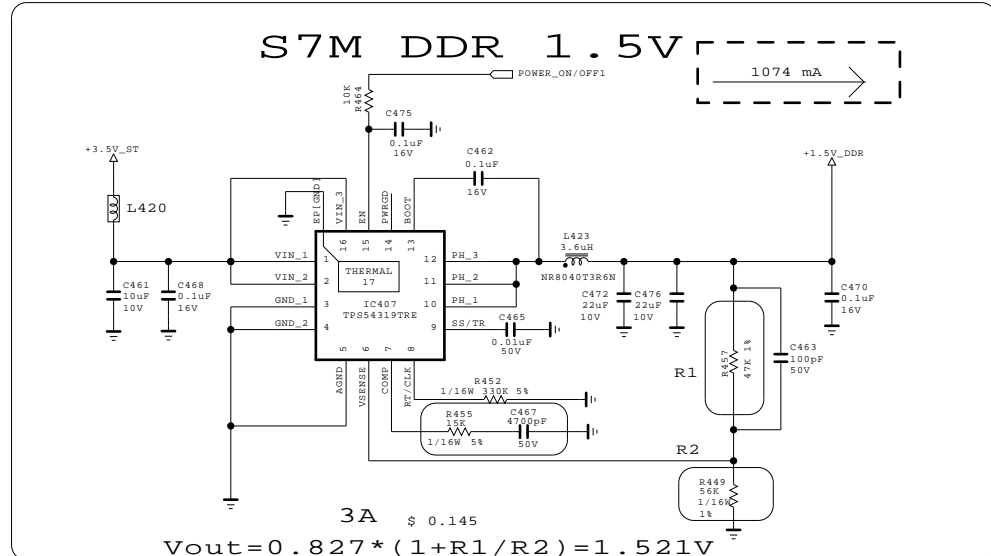 S7M DDR 1.5V
1074 mA
POWER_ON/OFF1
10K
R464
C475
0.1uF
16V
C462
0.1uF
16V
+3.5V_ST
+1.5V_DDR
L420
EP[GND]
VIN_3
EN
PWRGD
BOOT
16
15
14
13
L423
3.6uH
NR8040T3R6N
VIN_1
1
THERMAL
17
12
PH_3
VIN_2
2
11
PH_2
GND_1
3
IC407
TPS54319TRE
10
PH_1
GND_2
4
9
SS/TR
C461
10uF
10V
C468
0.1uF
16V
C465
0.01uF
50V
C472
22uF
10V
C476
22uF
10V
C470
0.1uF
16V
5
6
7
8
AGND
VSENSE
COMP
RT/CLK
R1
R457
47K 1%
C463
100pF
50V
R452
1/16W 330K 5%
R455
15K
1/16W 5%
C467
4700pF
50V
R2
R449
56K
1/16W
1%
3A
$ 0.145
Vout=0.827*(1+R1/R2)=1.521V